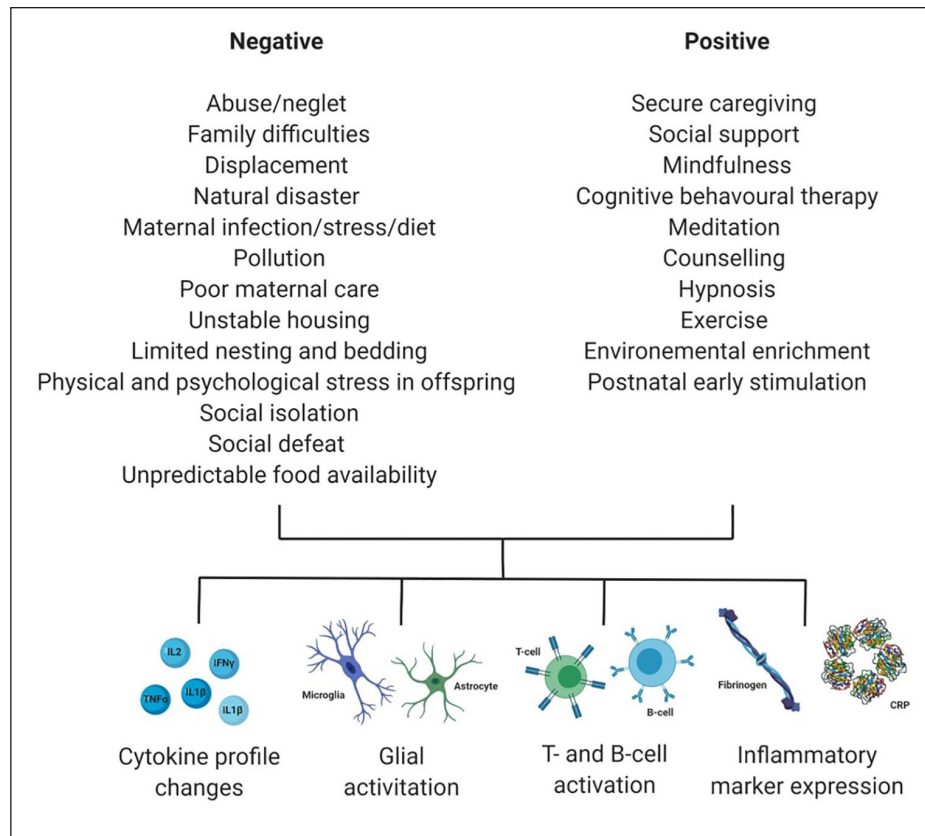 Negative
Abuse/neglet
Family difficulties
Displacement
Natural disaster
Maternal infection/stress/diet
Pollution
Poor maternal care
Unstable housing
Limited nesting and bedding
Physical and psychological stress in offspring
Social isolation
Social defeat
Unpredictable food availability
Positive
Secure caregiving
Social support
Mindfulness
Cognitive behavoural therapy
Meditation
Counselling
Hypnosis
Exercise
Environemental enrichment
Postnatal early stimulation
IL2
IFNγ
TNFα
IL1β
IL1β
Cytokine profile
changes
Microglia
Astrocyte
Glial
activitation
T-cell
B-cell
T- and B-cell
activation
Fibrinogen
CRP
Inflammatory
marker expression